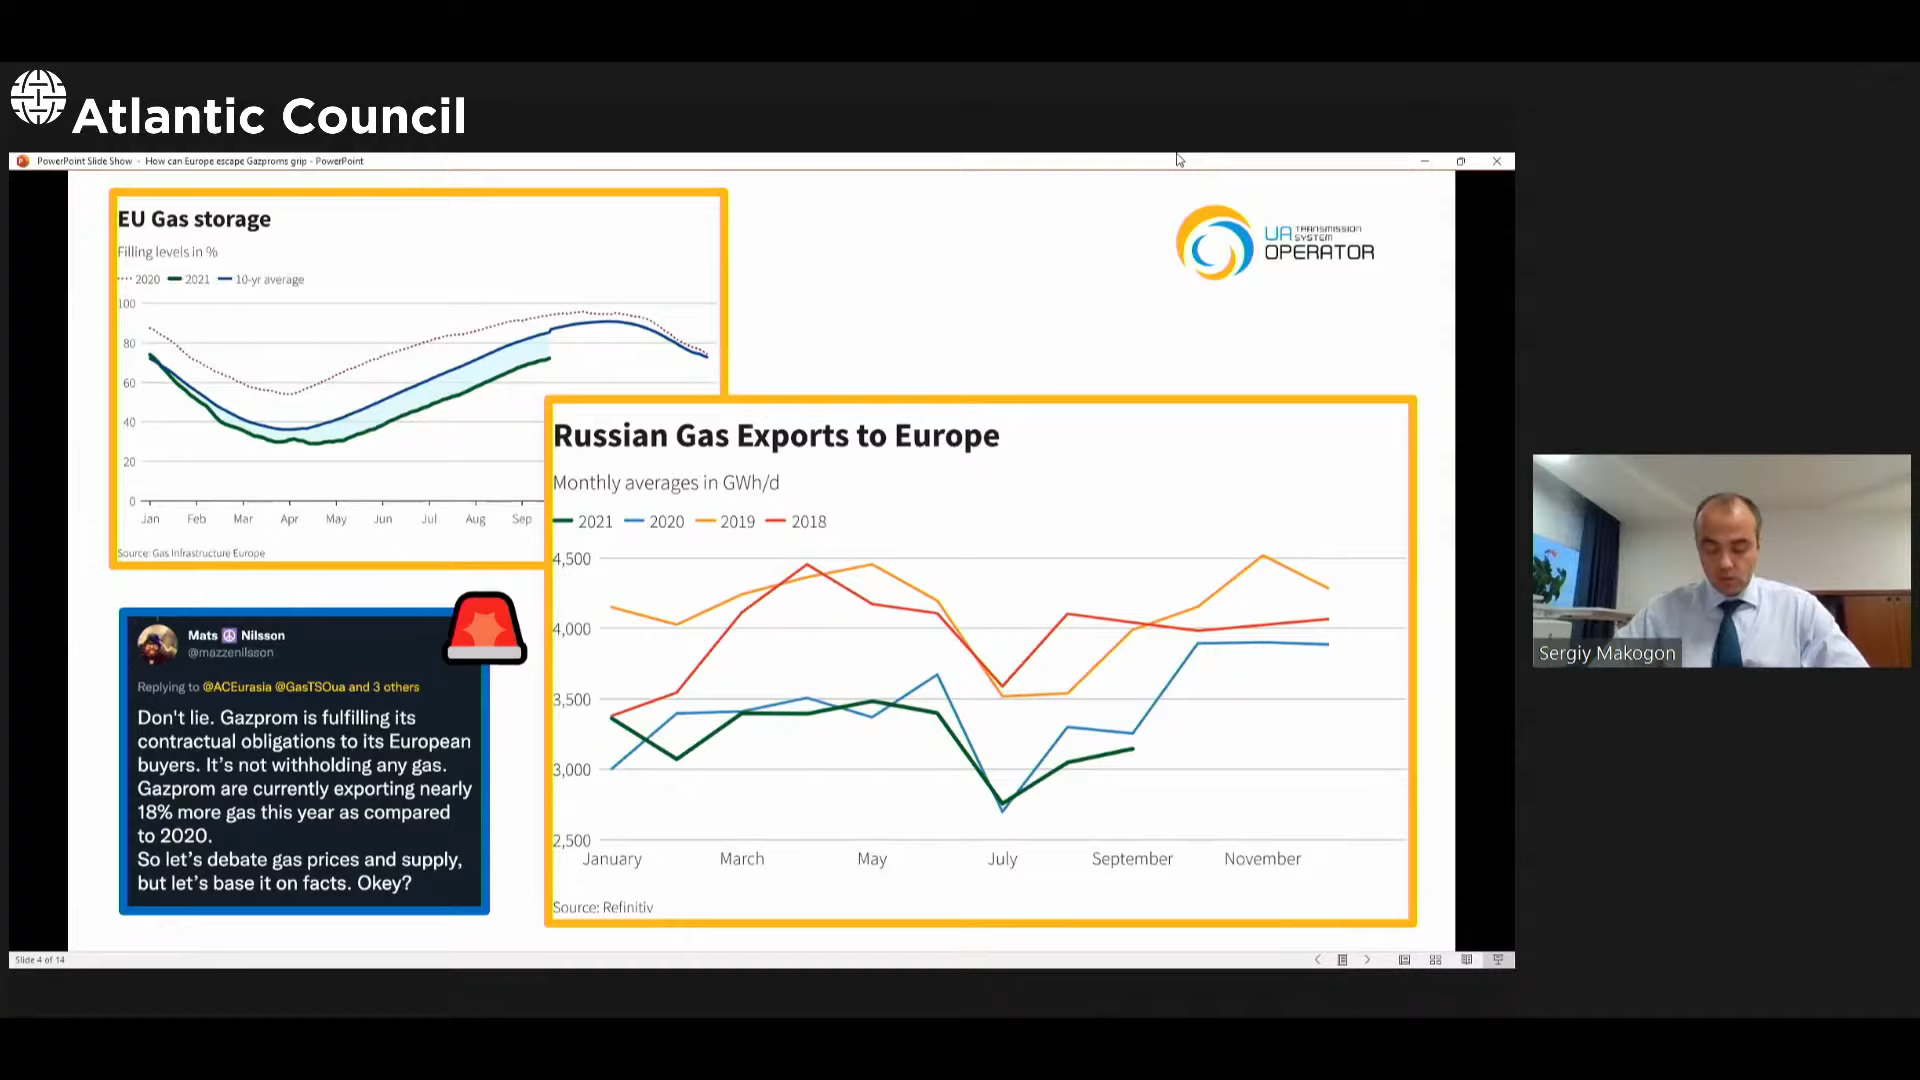 Atlantic Council
PowerPoint Slide Show - How can Europe escape Gazproms grip - PowerPoint
EU Gas storage
Filling levels in %
2020 2021 10-yr average
100
80
60
40
20
0
Jan Feb Mar Apr May Jun Jul Aug Sep
Source: Gas Infrastructure Europe
UA TRANSMISSION
SYSTEM
OPERATOR
Russian Gas Exports to Europe
Monthly averages in GWh/d
2021 2020 2019 2018
4,500
4,000
3,500
3,000
2,500
January March May July September November
Source: Refinitiv
Mats ☮ Nilsson
@mazzenilsson
Replying to @ACEurasia @GasTSOua and 3 others
Don't lie. Gazprom is fulfilling its
contractual obligations to its European
buyers. It's not withholding any gas.
Gazprom are currently exporting nearly
18% more gas this year as compared
to 2020.
So let's debate gas prices and supply,
but let's base it on facts. Okey?
Sergiy Makogon
Slide 4 of 14